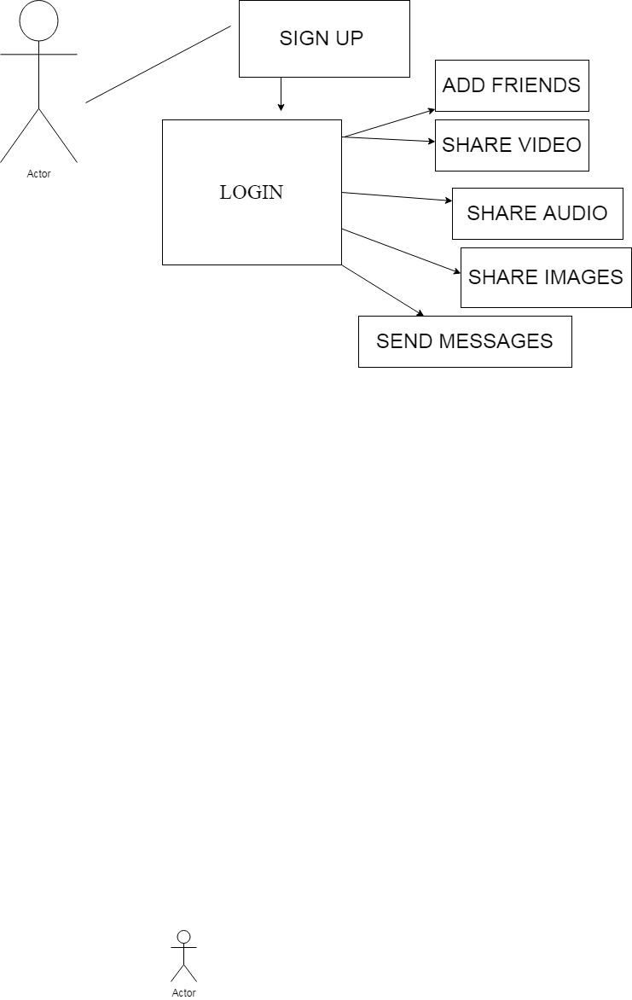 SIGN UP
ADD FRIENDS
SHARE VIDEO
Actor
LOGIN
SHARE AUDIO
SHARE IMAGES
SEND MESSAGES
Actor